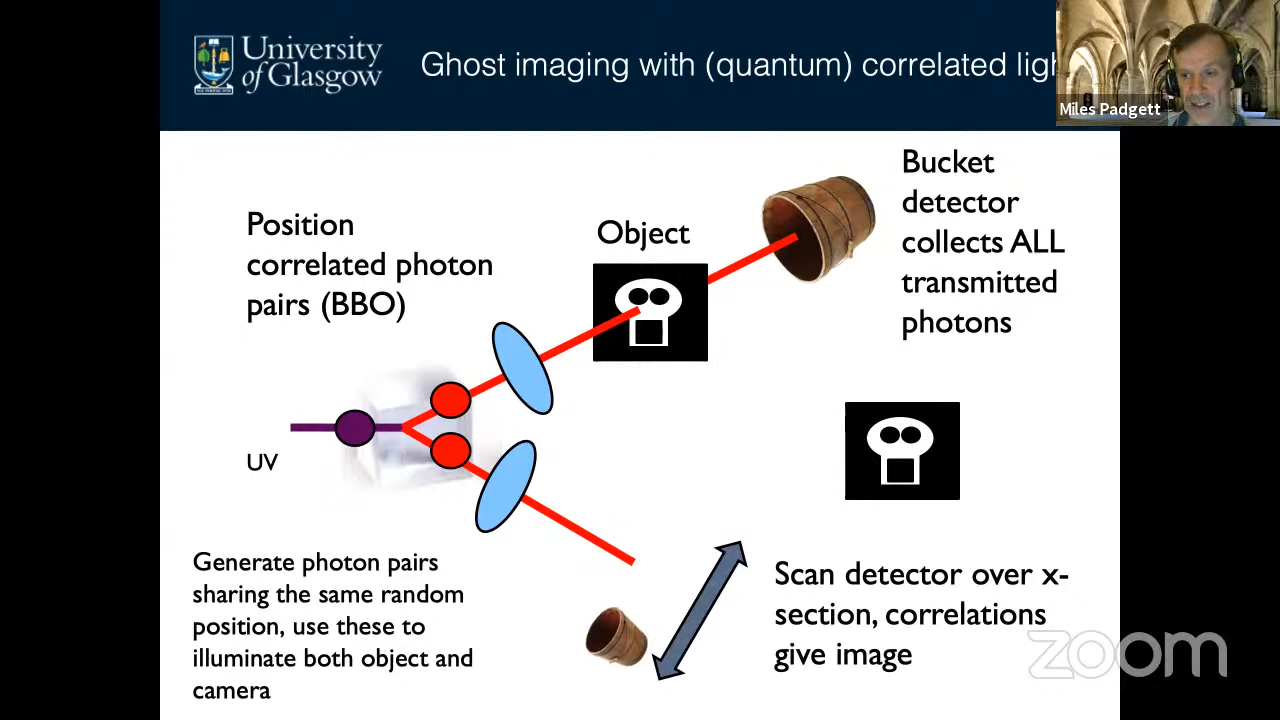 University
of Glasgow
Ghost imaging with (quantum) correlated
Miles Padgett
Position
correlated photon
pairs (BBO)
Object
Bucket
detector
collects ALL
transmitted
photons
UV
Generate photon pairs
sharing the same random
position, use these to
illuminate both object and
camera
Scan detector over x-
section, correlations
give image
zoom